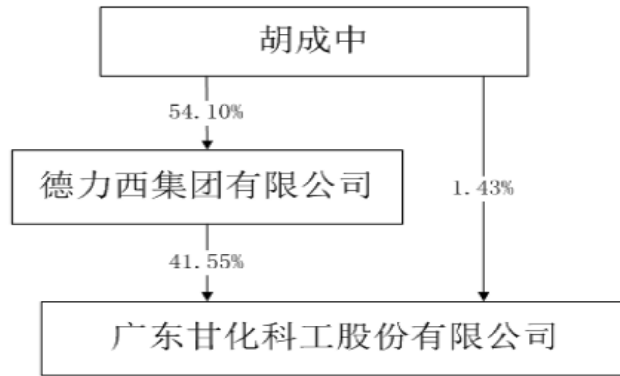 胡成中
54.10%
德力西集团有限公司
1.43%
41.55%
广东甘化科工股份有限公司